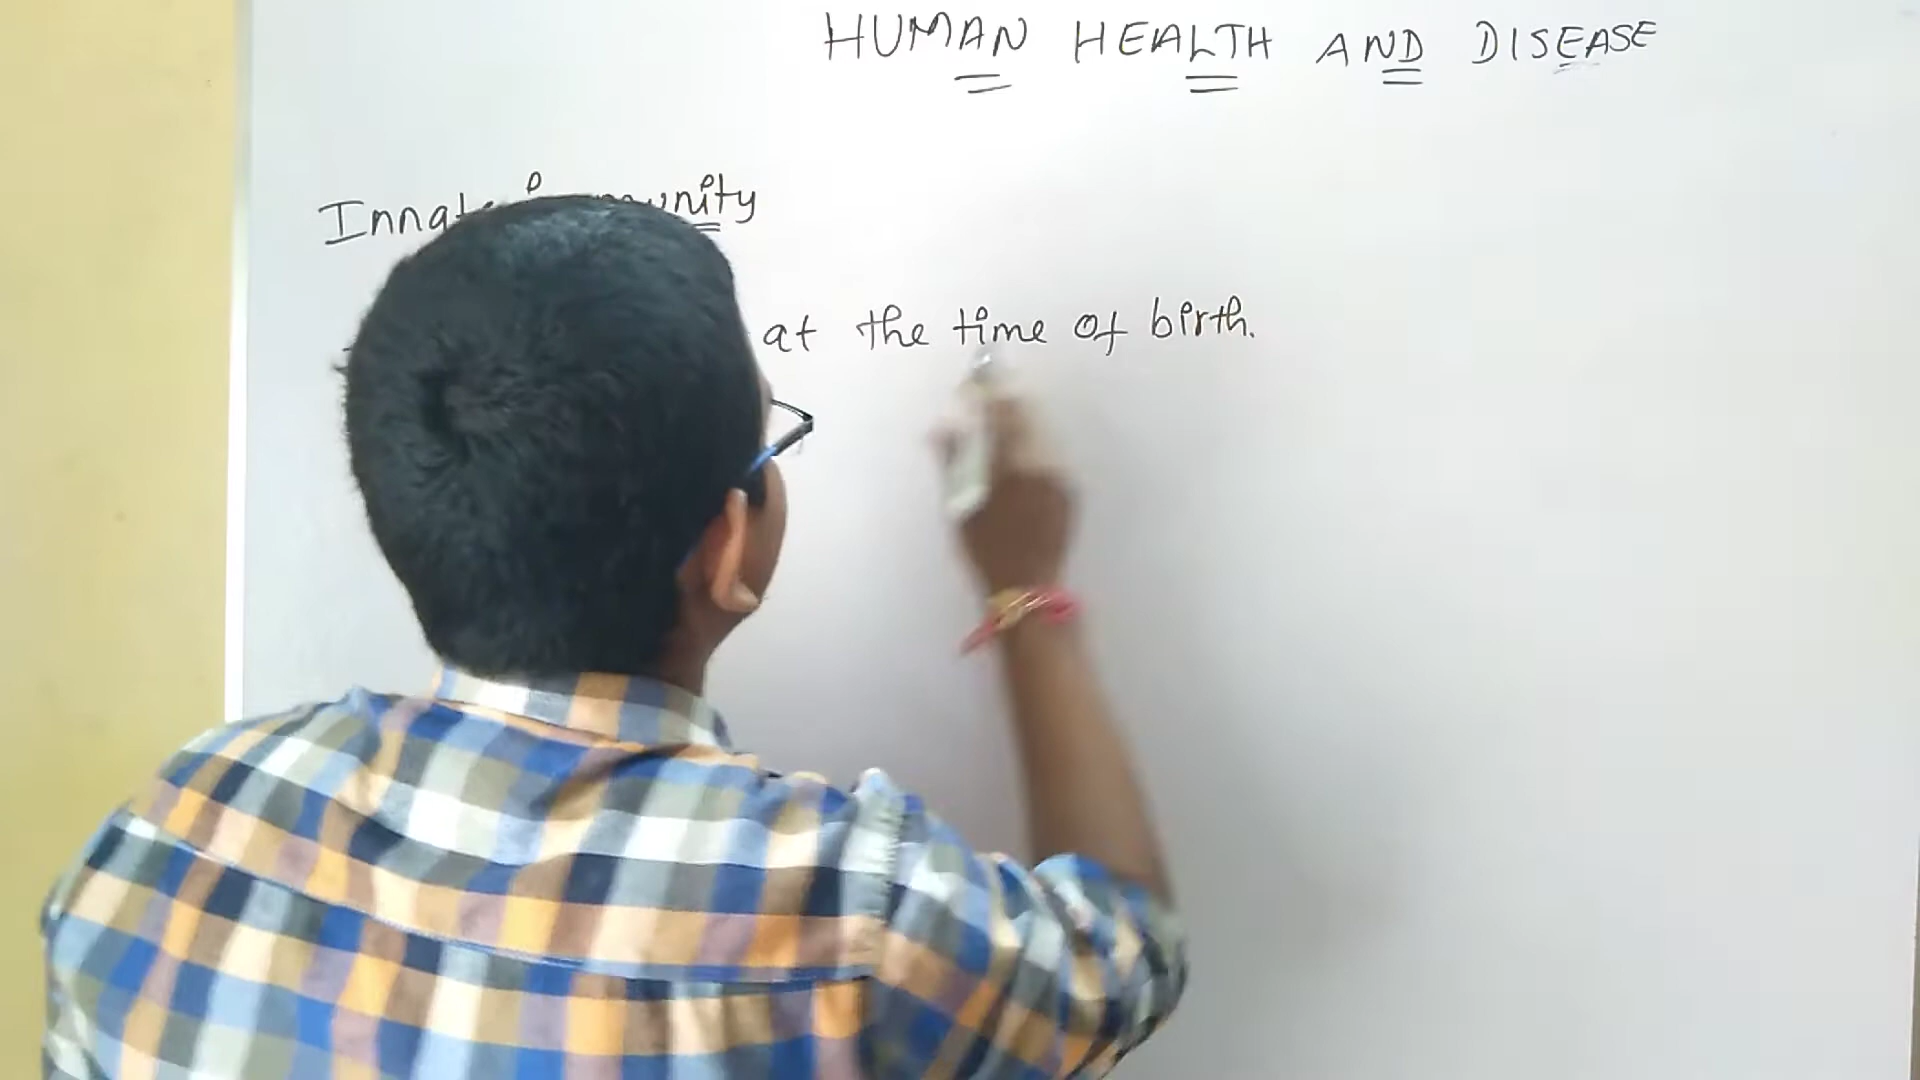 HUMAN HEALTH AND DISEASE
Innate immunity
at the time of birth.